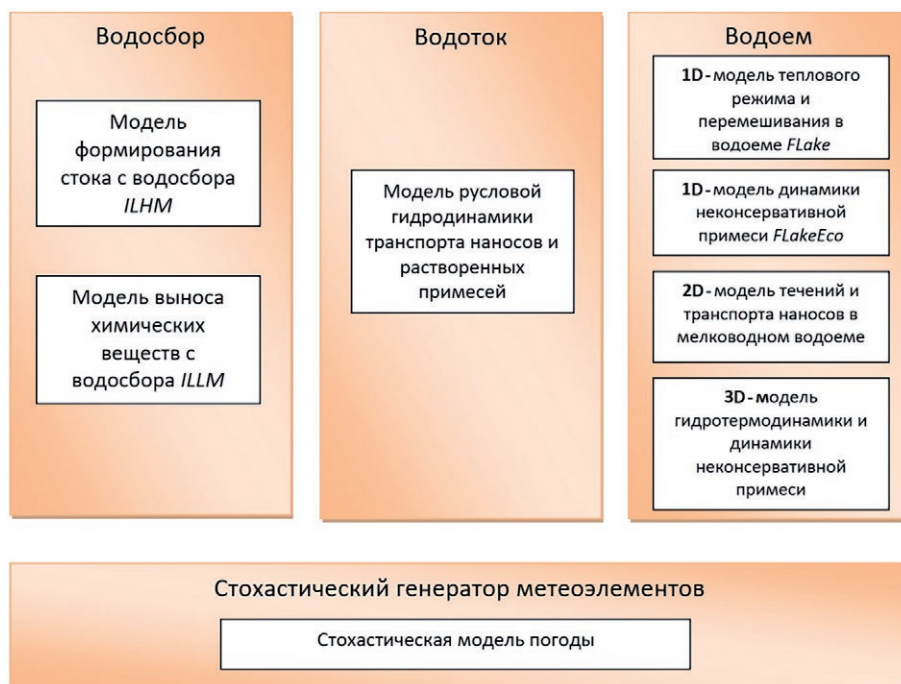 Водосбор
Модель
формирования
стока с водосбора
ILHM
Модель выноса
химических
веществ с
водосбора ILLM
Водоток
Модель русловой
гидродинамики
транспорта наносов и
растворенных
примесей
Водоем
1D-модель теплового
режима и
перемешивания в
водоеме FLake
1D-модель динамики
неконсервативной
примеси FLakeEco
2D-модель течений и
транспорта наносов в
мелководном водоеме
3D-модель
гидротермодинамики и
динамики
неконсервативной
примеси
Стохастический генератор метеоэлементов
Стохастическая модель погоды